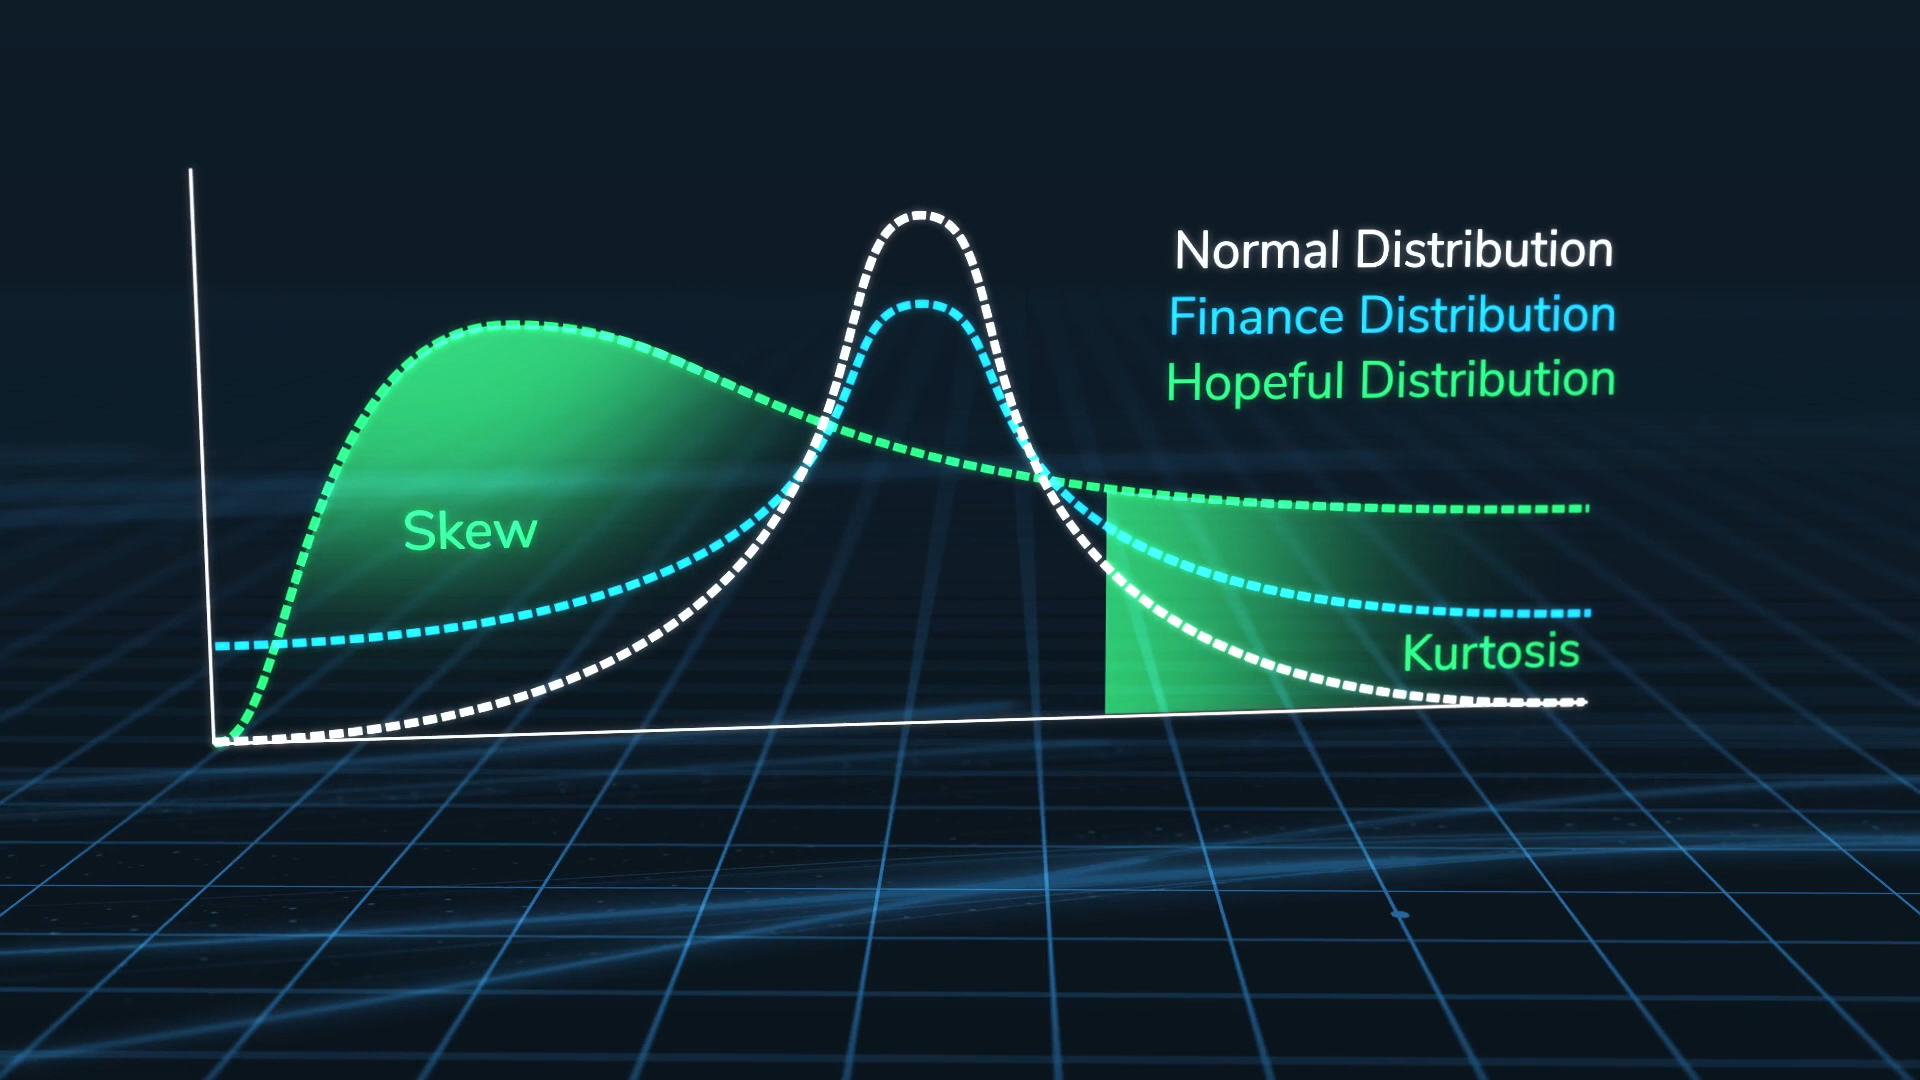 Normal Distribution
Finance Distribution
Hopeful Distribution
Skew
Kurtosis